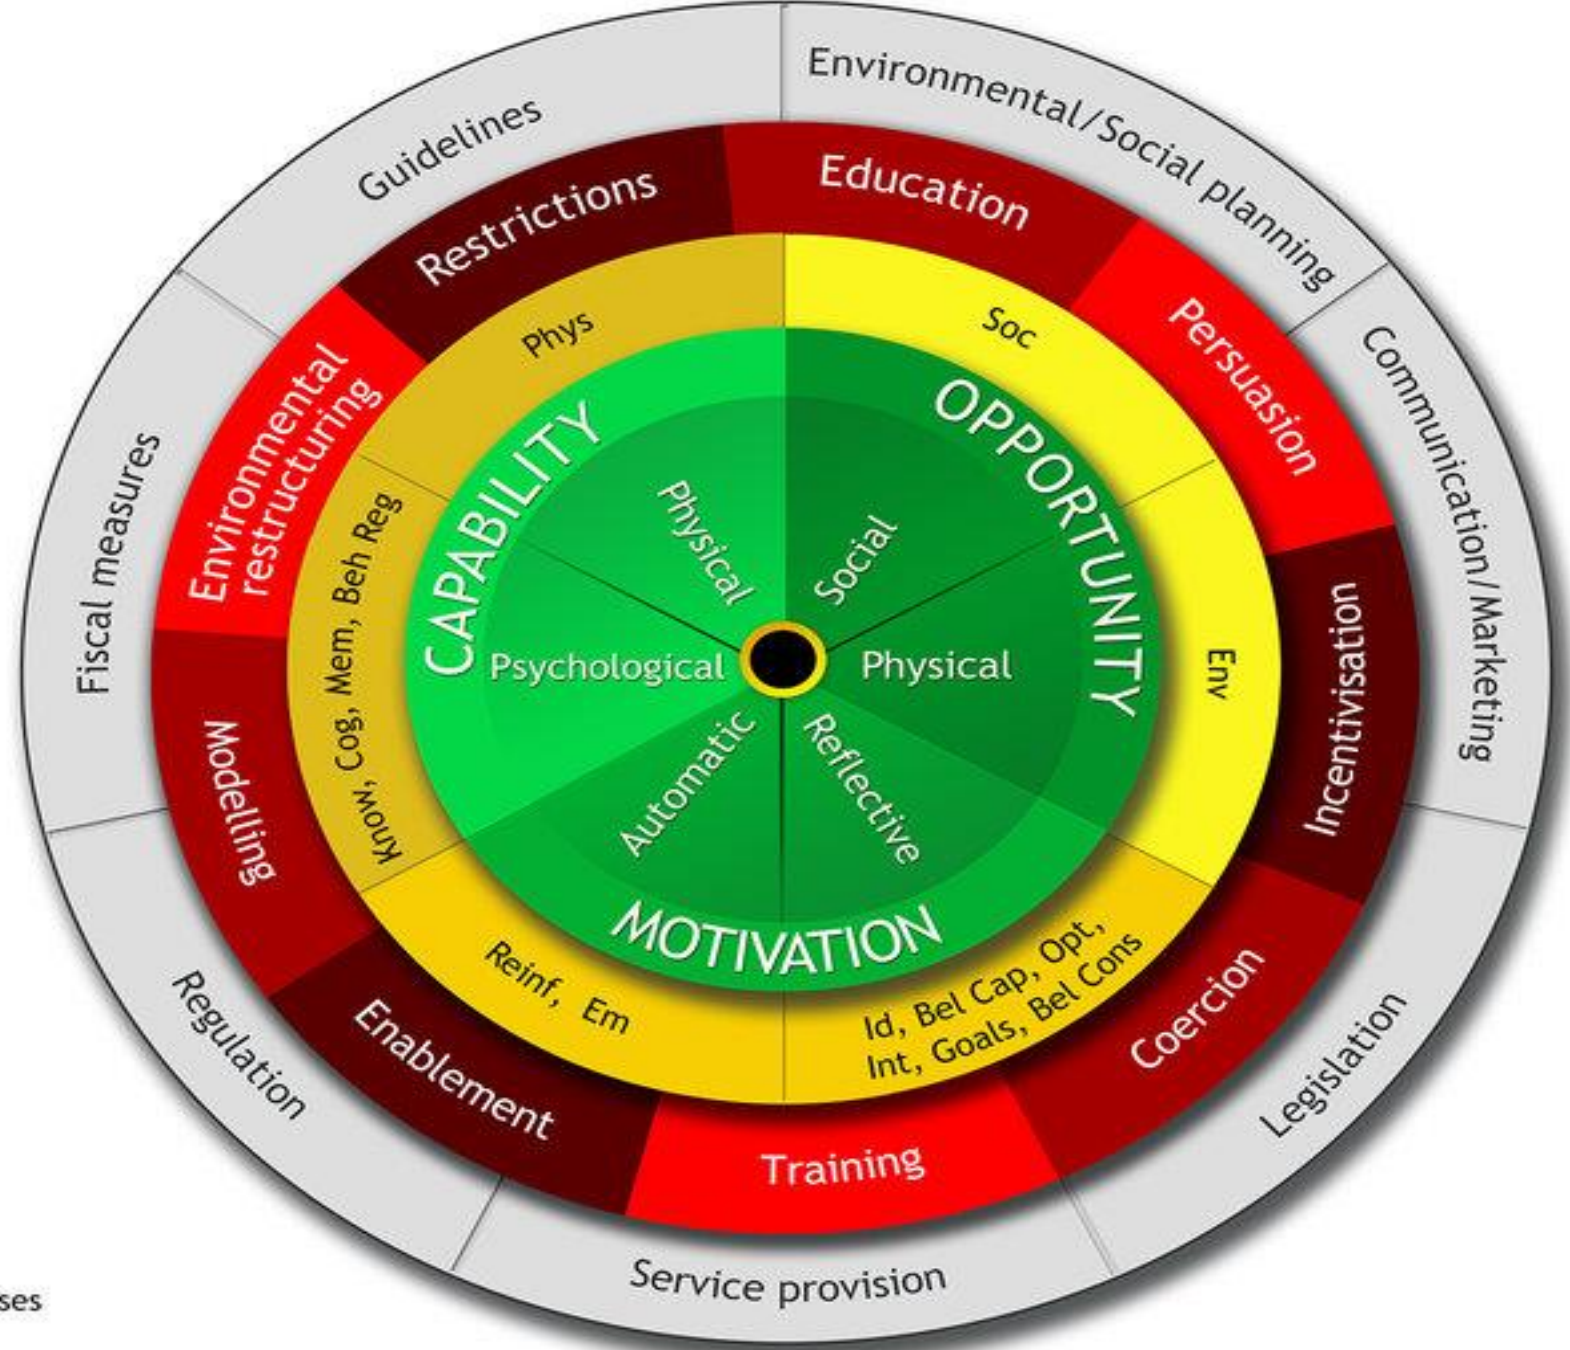 Environmental/Social planning
Communication/Marketing
Legislation
Service provision
Regulation
Fiscal measures
Guidelines
Education
Persuasion
Incentivisation
Coercion
Training
Enablement
Modelling
Environmental
restructuring
Restrictions
Soc
Env
Id, Bel Cap, Opt,
Int, Goals, Bel Cons
Reinf, Em
Know, Cog, Mem, Beh Reg
Phys
CAPABILITY
OPPORTUNITY
MOTIVATION
Physical
Social
Psychological
Physical
Automatic
Reflective
ses